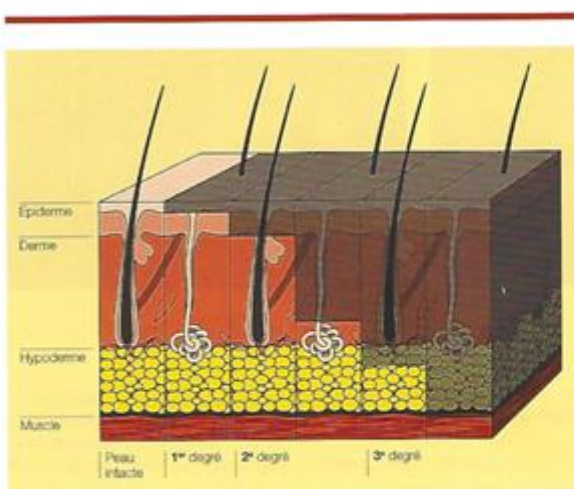 Epiderme
Derme
Hypoderme
Muscle
Peau
intacte
1er degré
2e degré
3e degré